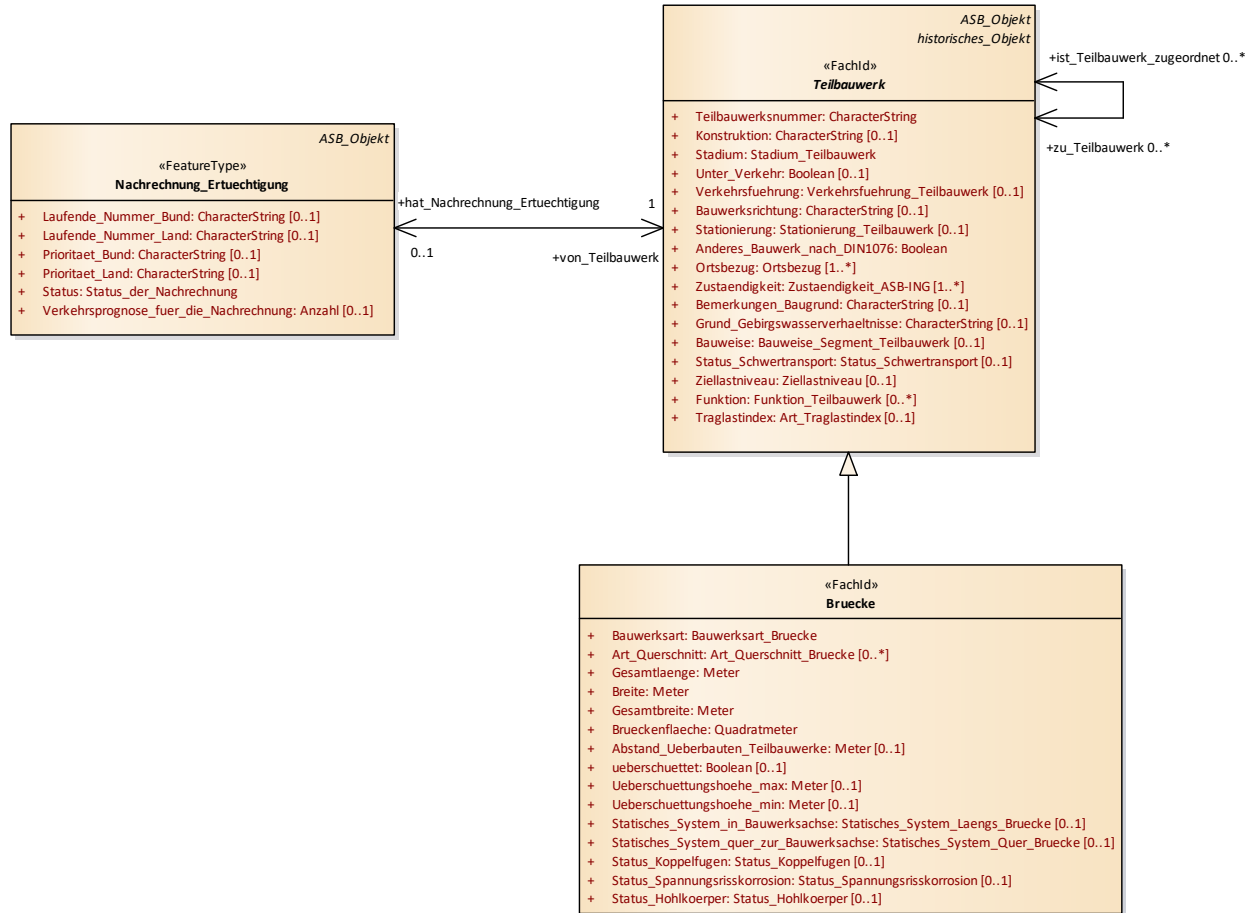 ASB_Objekt
historisches_Objekt
«FachId»
Teilbauwerk
+ Teilbauwerksnummer: CharacterString
+ Konstruktion: CharacterString [0..1]
+ Stadium: Stadium_Teilbauwerk
+ Unter_Verkehr: Boolean [0..1]
+ Verkehrsfuehrung: Verkehrsfuehrung_Teilbauwerk [0..1]
+ Bauwerksrichtung: CharacterString [0..1]
+ Stationierung: Stationierung_Teilbauwerk [0..1]
+ Anderes_Bauwerk_nach_DIN1076: Boolean
+ Ortsbezug: Ortsbezug [1..*]
+ Zustaendigkeit: Zustaendigkeit_ASB-ING [1..*]
+ Bemerkungen_Baugrund: CharacterString [0..1]
+ Grund_Gebirgswasserverhaeltnisse: CharacterString [0..1]
+ Bauweise: Bauweise_Segment_Teilbauwerk [0..1]
+ Status_Schwertransport: Status_Schwertransport [0..1]
+ Ziellastniveau: Ziellastniveau [0..1]
+ Funktion: Funktion_Teilbauwerk [0..*]
+ Traglastindex: Art_Traglastindex [0..1]
+ist_Teilbauwerk_zugeordnet 0..*
+zu_Teilbauwerk 0..*
ASB_Objekt
«FeatureType»
Nachrechnung_Ertuechtigung
+ Laufende_Nummer_Bund: CharacterString [0..1]
+ Laufende_Nummer_Land: CharacterString [0..1]
+ Prioritaet_Bund: CharacterString [0..1]
+ Prioritaet_Land: CharacterString [0..1]
+ Status: Status_der_Nachrechnung
+ Verkehrsprognose_fuer_die_Nachrechnung: Anzahl [0..1]
+hat_Nachrechnung_Ertuechtigung
1
0..1
+von_Teilbauwerk
«FachId»
Bruecke
+ Bauwerksart: Bauwerksart_Bruecke
+ Art_Querschnitt: Art_Querschnitt_Bruecke [0..*]
+ Gesamtlaenge: Meter
+ Breite: Meter
+ Gesamtbreite: Meter
+ Brueckenflaeche: Quadratmeter
+ Abstand_Ueberbauten_Teilbauwerke: Meter [0..1]
+ ueberschuettet: Boolean [0..1]
+ Ueberschuettungshoehe_max: Meter [0..1]
+ Ueberschuettungshoehe_min: Meter [0..1]
+ Statisches_System_in_Bauwerksachse: Statisches_System_Laengs_Bruecke [0..1]
+ Statisches_System_quer_zur_Bauwerksachse: Statisches_System_Quer_Bruecke [0..1]
+ Status_Koppelfugen: Status_Koppelfugen [0..1]
+ Status_Spannungsrisskorrosion: Status_Spannungsrisskorrosion [0..1]
+ Status_Hohlkoerper: Status_Hohlkoerper [0..1]